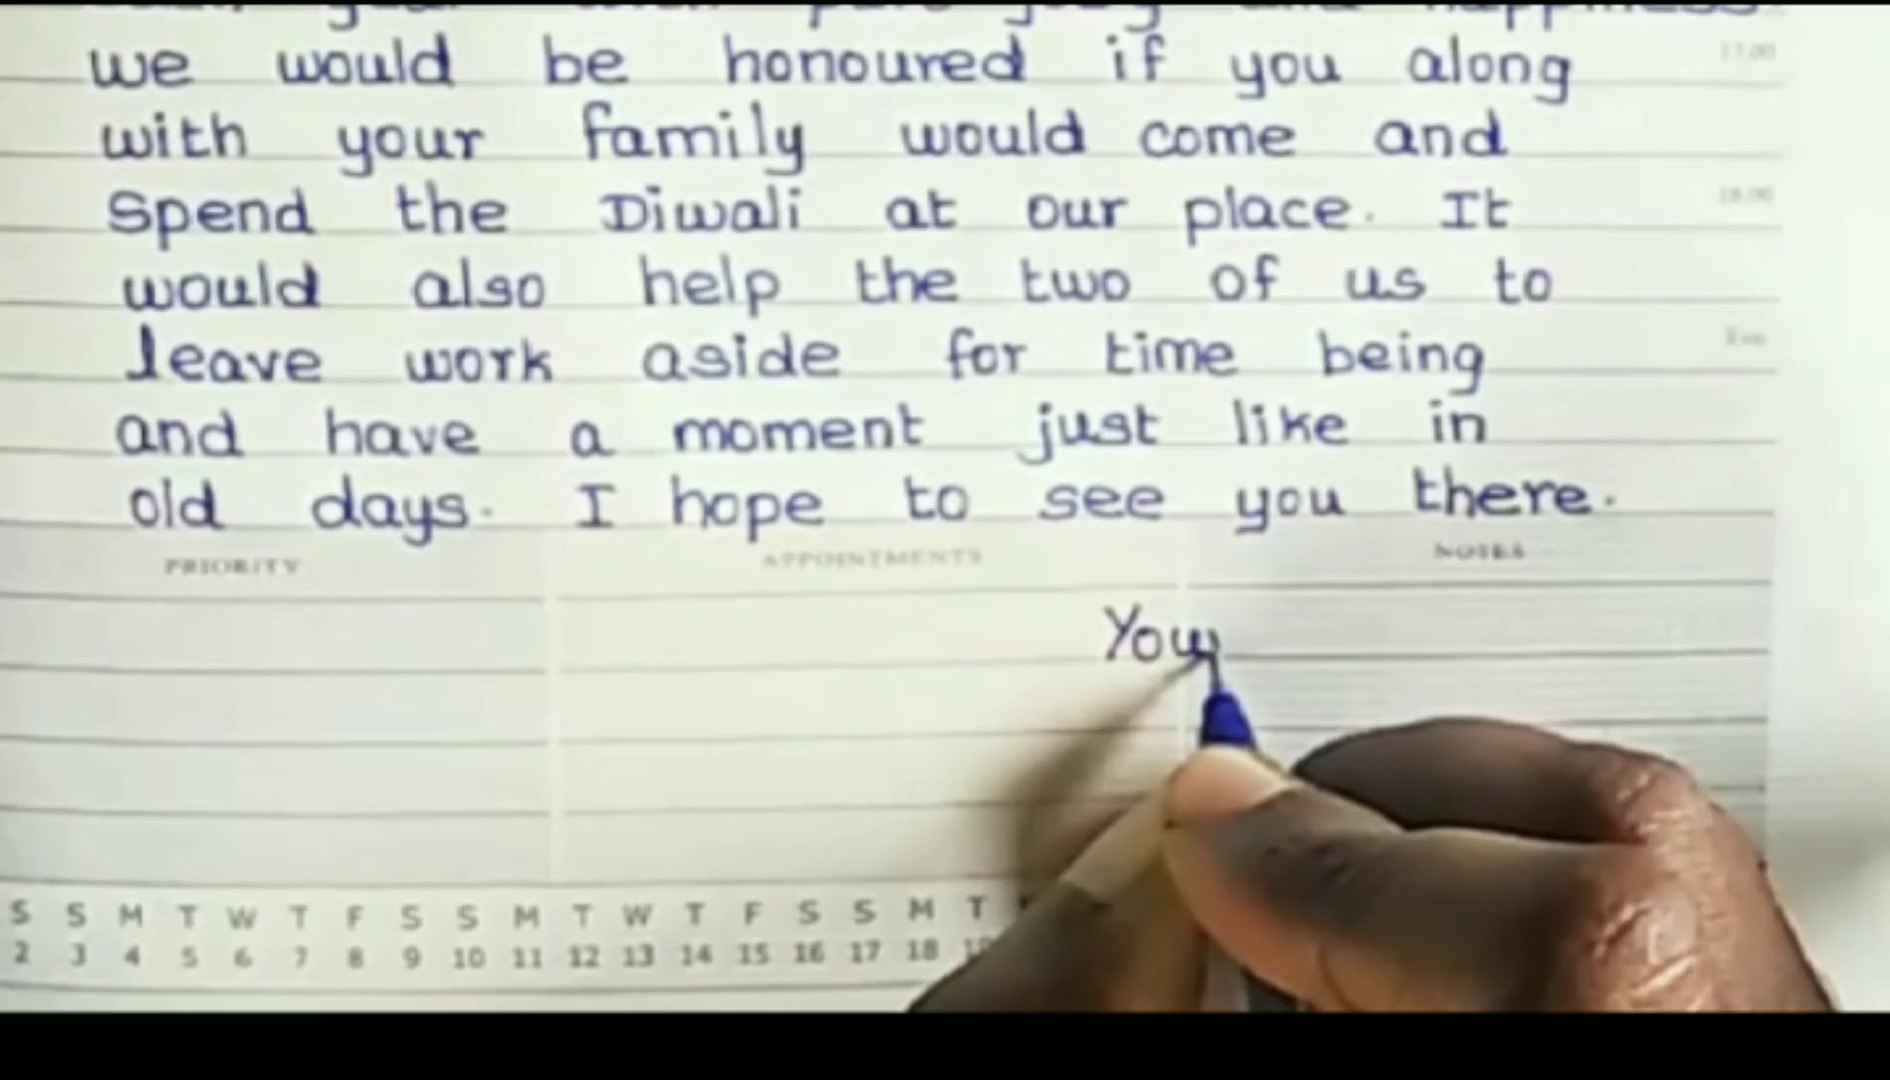 we would be honoured if you along
with your family would come and
spend the Diwali at our place. It
would also help the two of us to
leave work aside for time being
and have a moment just like in
old days. I hope to see you there.
PRIORITY APPOINTMENTS NOTES
You
S S M T W T F S S M T W T F S S M T
2 3 4 5 6 7 8 9 10 11 12 13 14 15 16 17 18 19